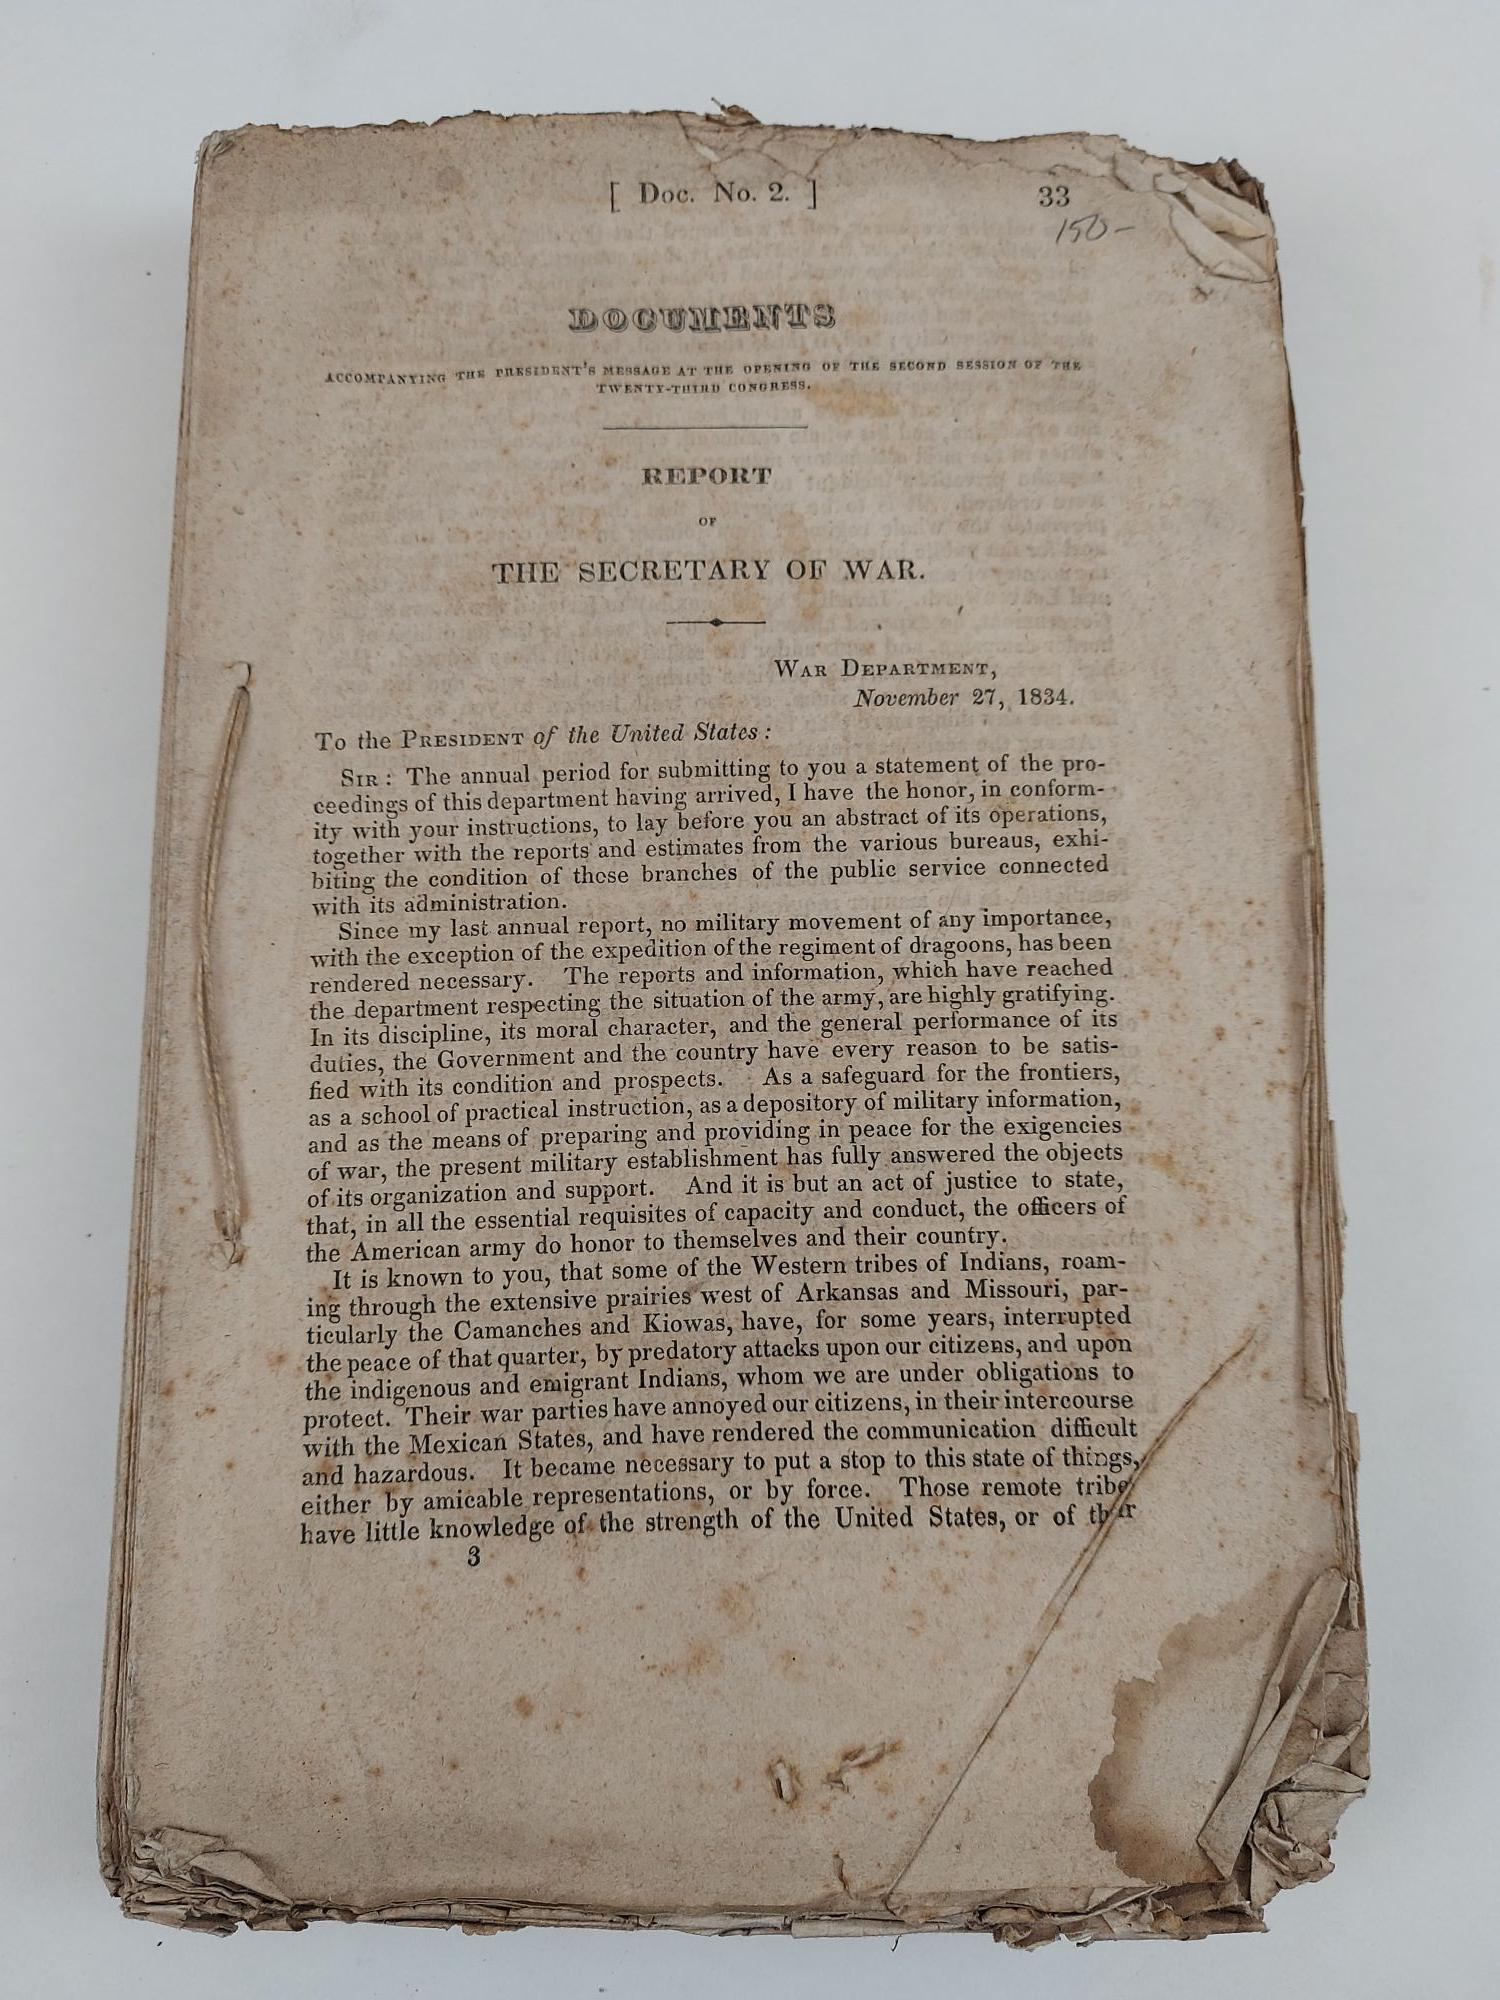 [ Doc. No. 2. ] 33
150-
DOCUMENTS
ACCOMPANYING THE PRESIDENT'S MESSAGE AT THE OPENING OF THE SECOND SESSION OF THE
TWENTY-THIRD CONGRESS.
REPORT
OF
THE SECRETARY OF WAR.
WAR DEPARTMENT,
November 27, 1834.
To the PRESIDENT of the United States:
SIR: The annual period for submitting to you a statement of the pro-
ceedings of this department having arrived, I have the honor, in conform-
ity with your instructions, to lay before you an abstract of its operations,
together with the reports and estimates from the various bureaus, exhi-
biting the condition of those branches of the public service connected
with its administration.
Since my last annual report, no military movement of any importance,
with the exception of the expedition of the regiment of dragoons, has been
rendered necessary. The reports and information, which have reached
the department respecting the situation of the army, are highly gratifying.
In its discipline, its moral character, and the general performance of its
duties, the Government and the country have every reason to be satis-
fied with its condition and prospects. As a safeguard for the frontiers,
as a school of practical instruction, as a depository of military information,
and as the means of preparing and providing in peace for the exigencies
of war, the present military establishment has fully answered the objects
of its organization and support. And it is but an act of justice to state,
that, in all the essential requisites of capacity and conduct, the officers of
the American army do honor to themselves and their country.
It is known to you, that some of the Western tribes of Indians, roam-
ing through the extensive prairies west of Arkansas and Missouri, par-
ticularly the Camanches and Kiowas, have, for some years, interrupted
the peace of that quarter, by predatory attacks upon our citizens, and upon
the indigenous and emigrant Indians, whom we are under obligations to
protect. Their war parties have annoyed our citizens, in their intercourse
with the Mexican States, and have rendered the communication difficult
and hazardous. It became necessary to put a stop to this state of things,
either by amicable representations, or by force. Those remote tribe
have little knowledge of the strength of the United States, or of
3